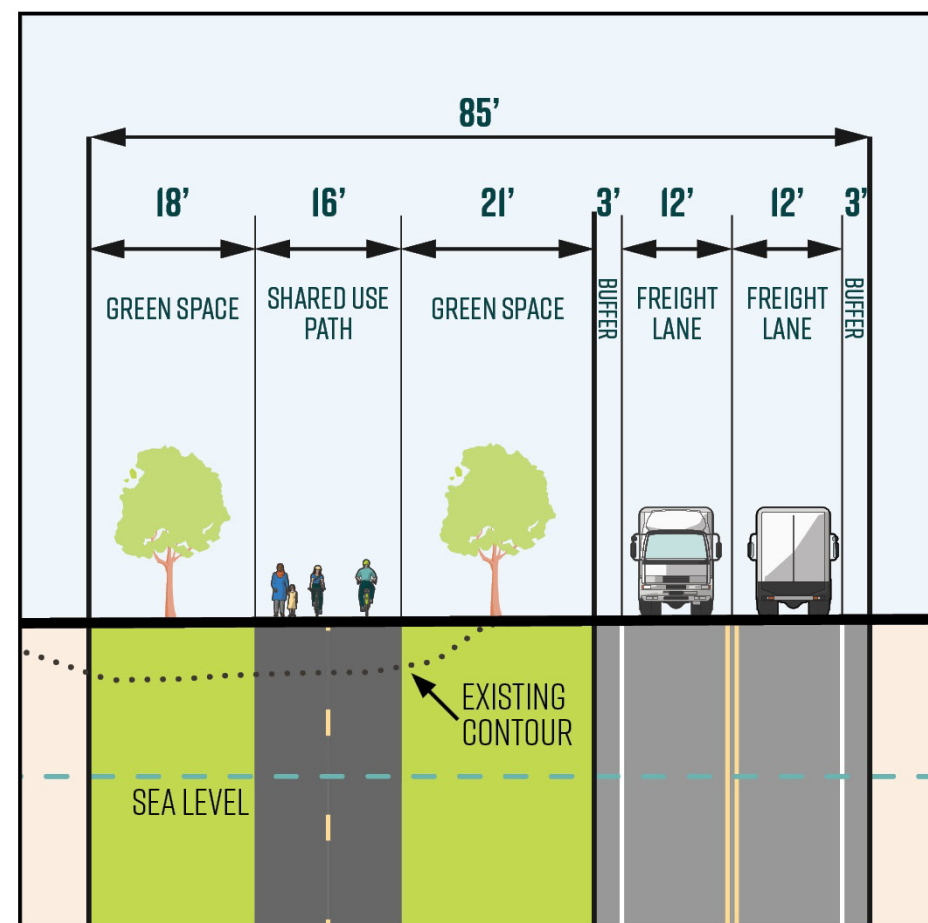 85’
18’
16’
21’
3’
12’
12’
3’
GREEN SPACE
SHARED USE
PATH
GREEN SPACE
BUFFER
FREIGHT
LANE
FREIGHT
LANE
BUFFER
EXISTING
CONTOUR
SEA LEVEL